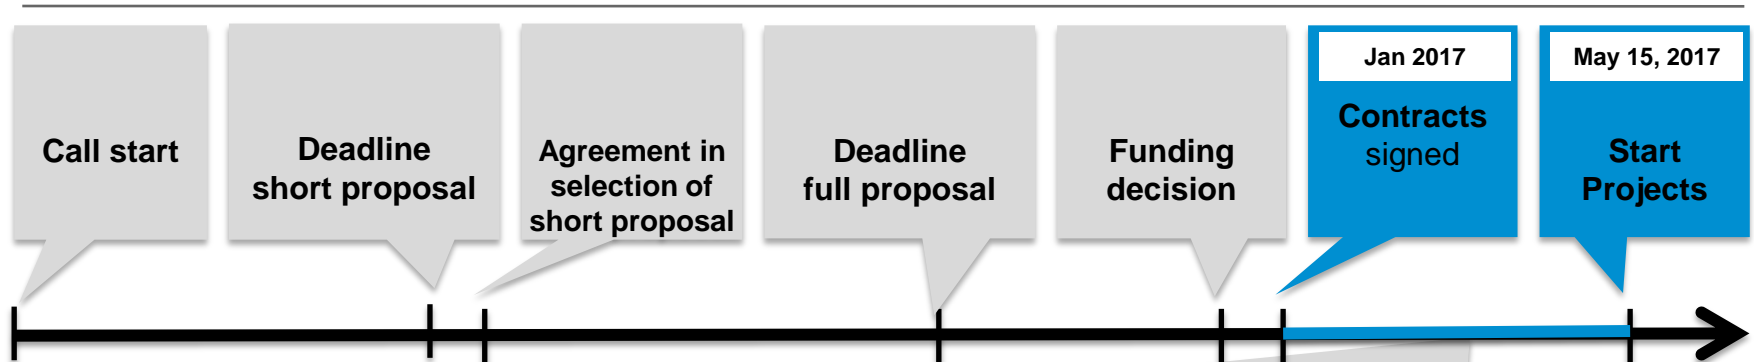 Call start
Deadline
short proposal
Agreement in
selection of
short proposal
Deadline
full proposal
Funding
decision
Jan 2017
Contracts
signed
May 15, 2017
Start
Projects